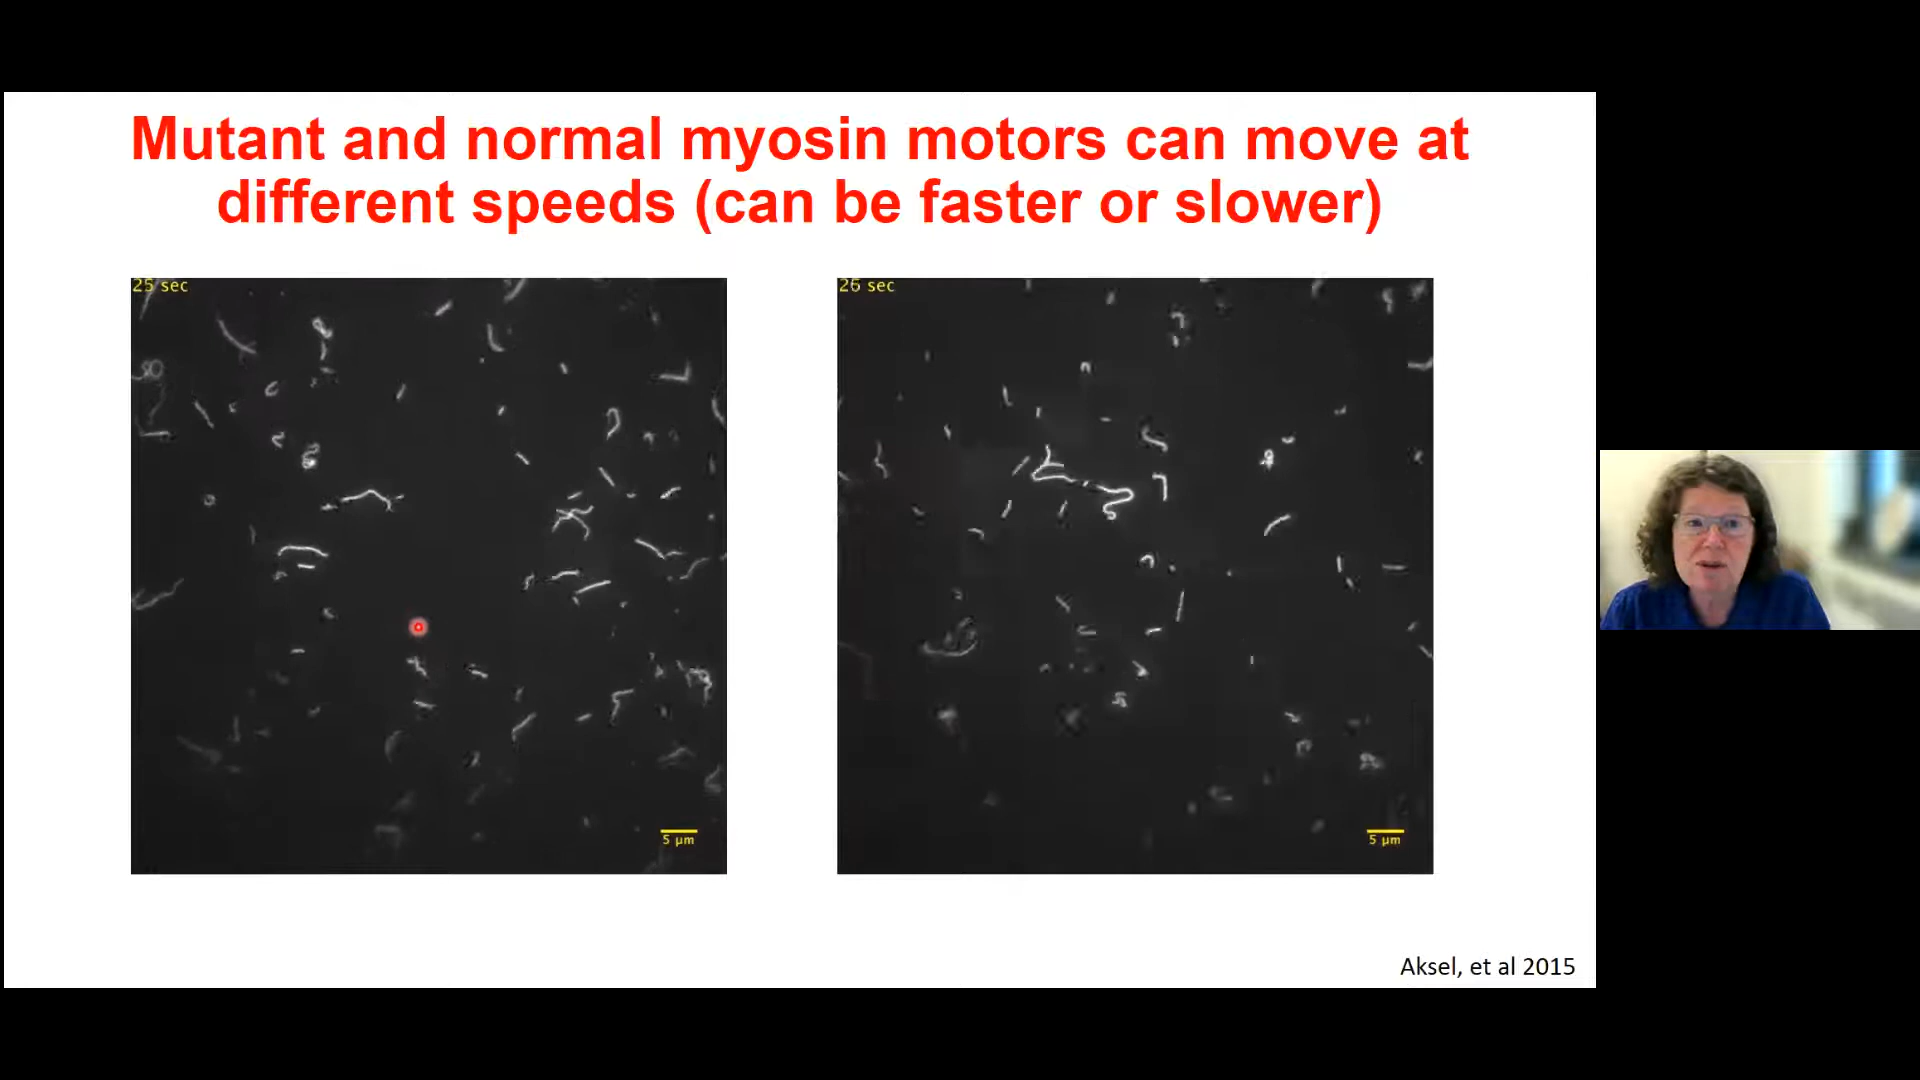 Mutant and normal myosin motors can move at
different speeds (can be faster or slower)
25 sec
26 sec
5 µm
5 µm
Aksel, et al 2015